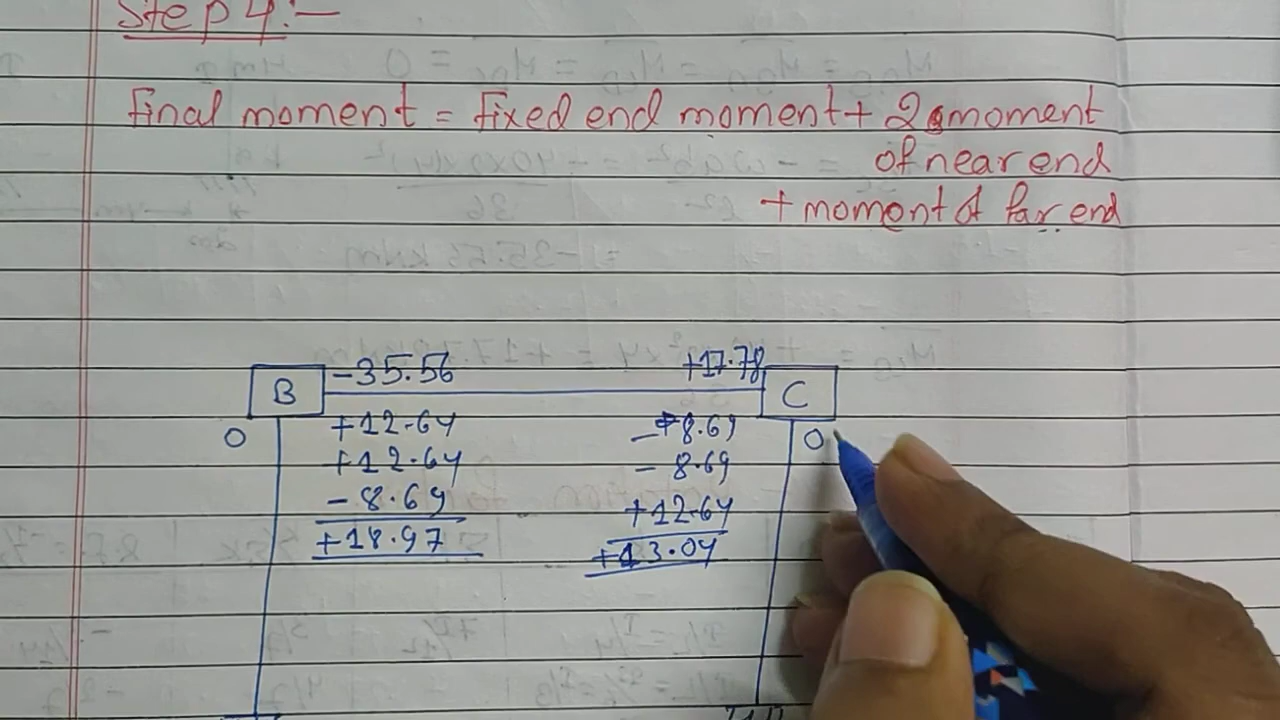 Step 4:-
final moment = fixed end moment + 2 moment
of near end
+ moment of far end
-35.56 +17.78
B C
0 +12.64 -8.69 0
+12.64 -8.69
-8.69 +12.64
+18.97 +13.04